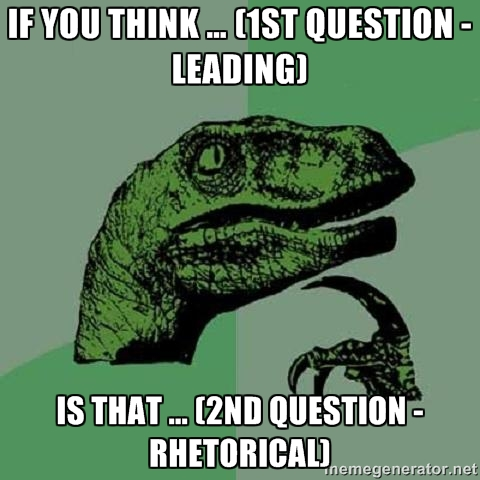 IF YOU THINK ... (1ST QUESTION -
LEADING)
IS THAT ... (2ND QUESTION -
RHETORICAL)
memegenerator.net